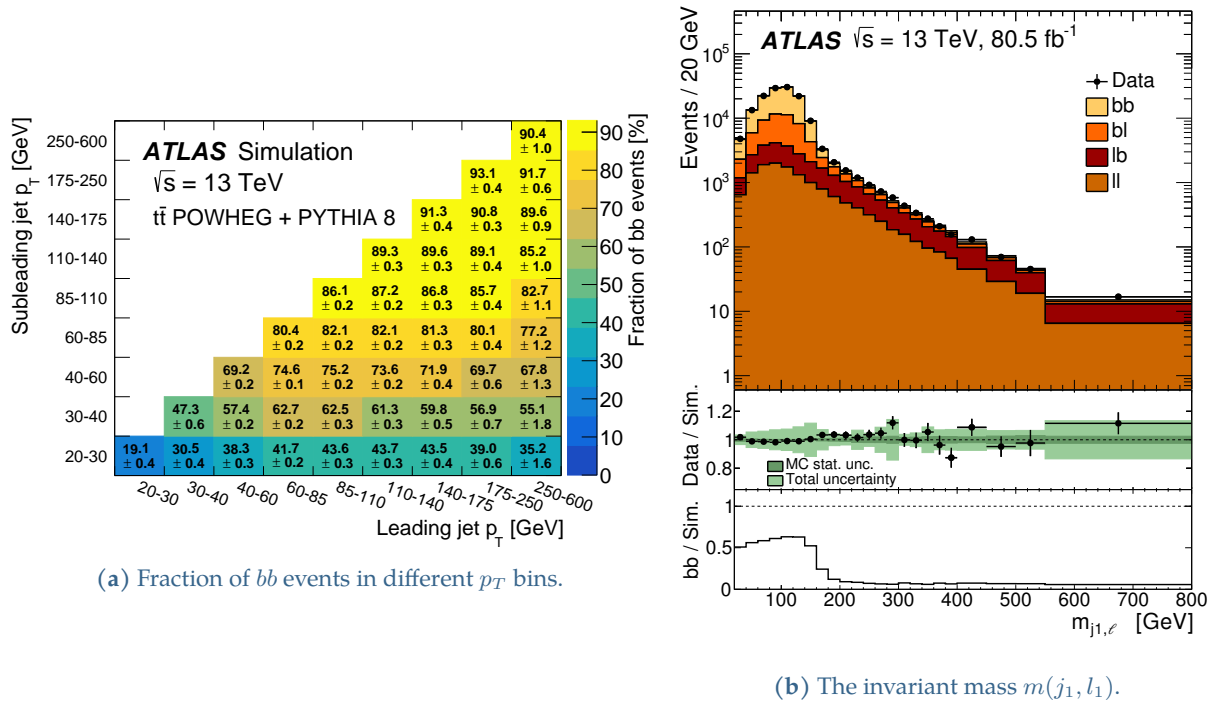 Subleading jet p_T [GeV]
ATLAS Simulation
√s = 13 TeV
tt̄ POWHEG + PYTHIA 8
250-600
90.4 ± 1.0
175-250
93.1 ± 0.4 91.7 ± 0.6
140-175
91.3 ± 0.4 90.8 ± 0.3 89.6 ± 0.9
110-140
89.3 ± 0.3 89.6 ± 0.3 89.1 ± 0.4 85.2 ± 1.0
85-110
86.1 ± 0.2 87.2 ± 0.2 86.8 ± 0.3 85.7 ± 0.4 82.7 ± 1.1
60-85
80.4 ± 0.2 82.1 ± 0.2 82.1 ± 0.2 81.3 ± 0.3 80.1 ± 0.4 77.2 ± 1.2
40-60
69.2 ± 0.2 74.6 ± 0.1 75.2 ± 0.2 73.6 ± 0.2 71.9 ± 0.4 69.7 ± 0.6 67.8 ± 1.3
30-40
47.3 ± 0.6 57.4 ± 0.2 62.7 ± 0.2 62.5 ± 0.3 61.3 ± 0.3 59.8 ± 0.5 56.9 ± 0.7 55.1 ± 1.8
20-30
19.1 ± 0.4 30.5 ± 0.4 38.3 ± 0.3 41.7 ± 0.2 43.6 ± 0.3 43.7 ± 0.3 43.5 ± 0.4 39.0 ± 0.6 35.2 ± 1.6
20-30 30-40 40-60 60-85 85-110 110-140 140-175 175-250 250-600
Leading jet p_T [GeV]
90
80
70
60
50
40
30
20
10
0
Fraction of bb events [%]
(a) Fraction of bb events in different p_T bins.
Events / 20 GeV
ATLAS √s = 13 TeV, 80.5 fb⁻¹
10⁵
10⁴
10³
10²
10
1
Data
bb
bl
lb
ll
Data / Sim.
1.2
1
0.8
MC stat. unc.
Total uncertainty
bb / Sim.
1
0.5
0
100 200 300 400 500 600 700 800
m_j1,ℓ [GeV]
(b) The invariant mass m(j₁, l₁).